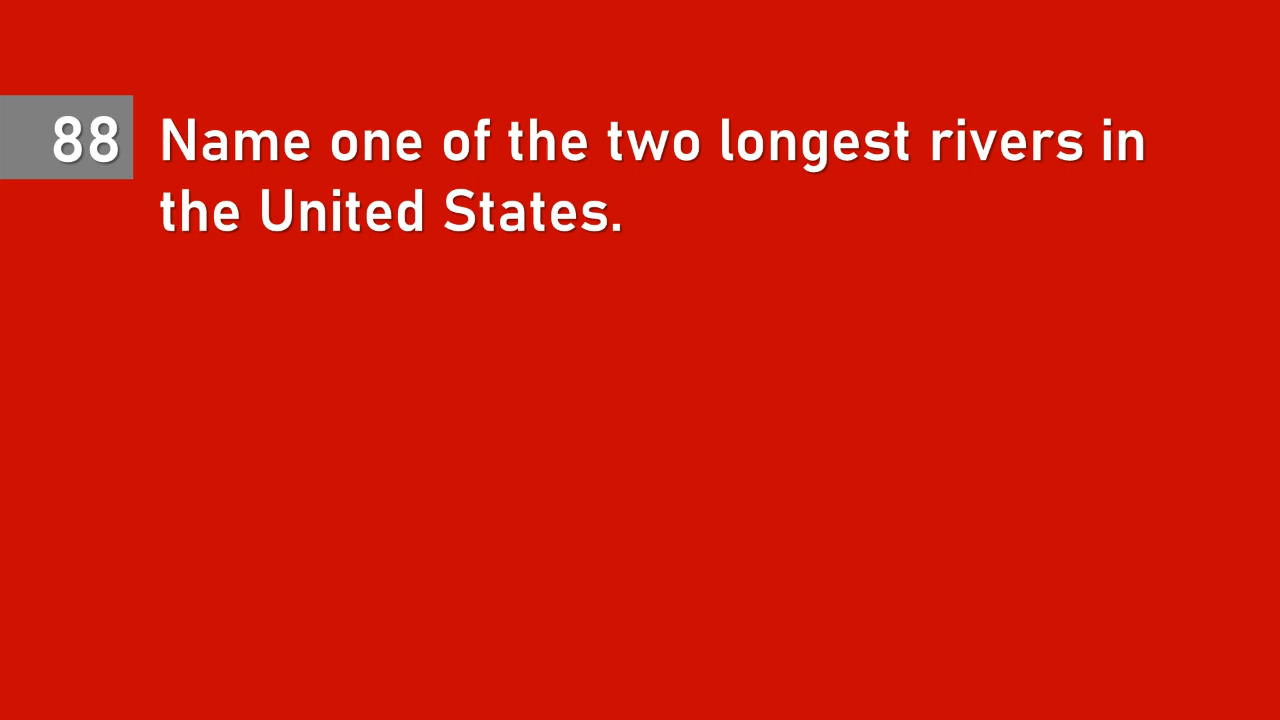 88 Name one of the two longest rivers in
the United States.